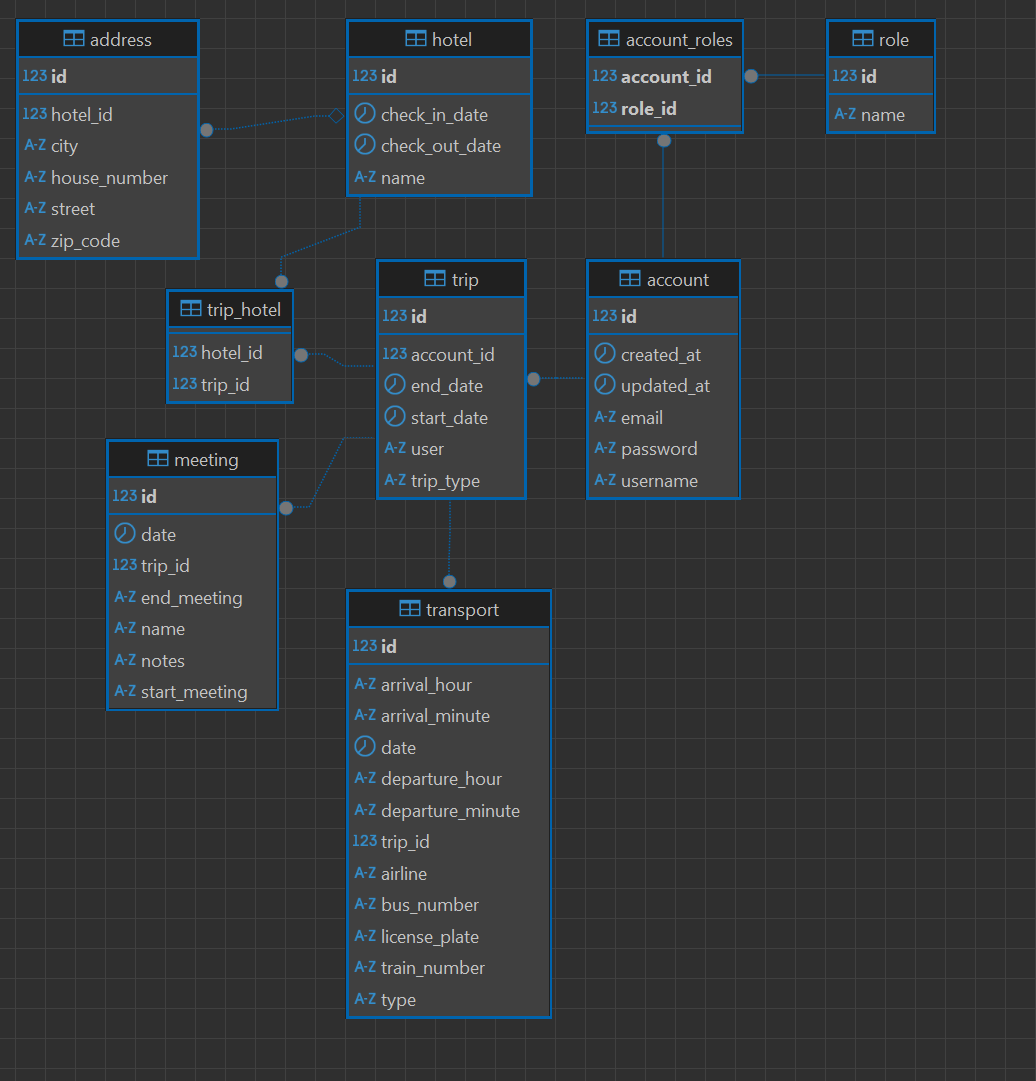 address
123 id
123 hotel_id
A-Z city
A-Z house_number
A-Z street
A-Z zip_code
hotel
123 id
check_in_date
check_out_date
A-Z name
account_roles
123 account_id
123 role_id
role
123 id
A-Z name
trip_hotel
123 hotel_id
123 trip_id
trip
123 id
123 account_id
end_date
start_date
A-Z user
A-Z trip_type
account
123 id
created_at
updated_at
A-Z email
A-Z password
A-Z username
meeting
123 id
date
123 trip_id
A-Z end_meeting
A-Z name
A-Z notes
A-Z start_meeting
transport
123 id
A-Z arrival_hour
A-Z arrival_minute
date
A-Z departure_hour
A-Z departure_minute
123 trip_id
A-Z airline
A-Z bus_number
A-Z license_plate
A-Z train_number
A-Z type